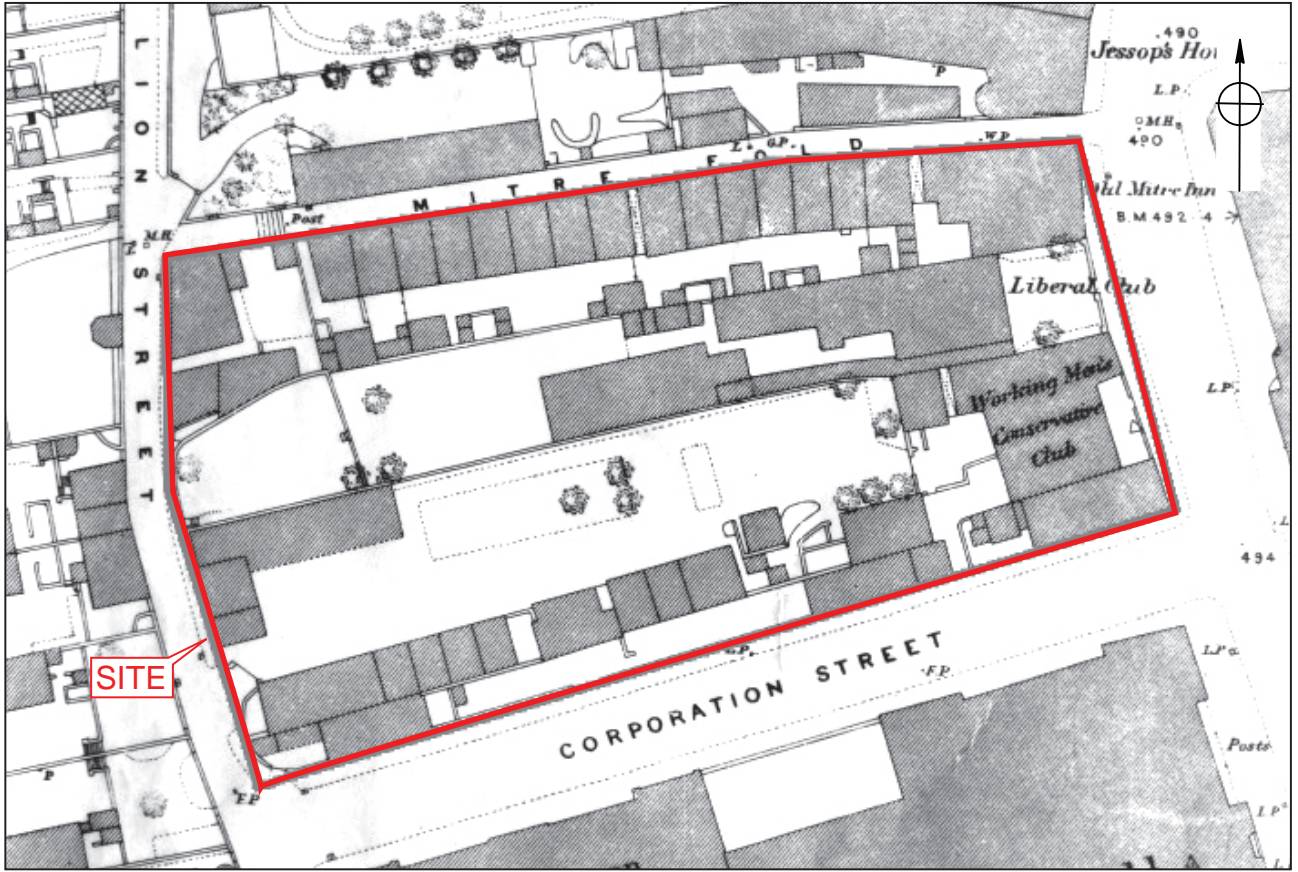 .490
Jessop's Ho
L.P.
M.H.
490
P
LION STREET
L. G.P.
W.P.
MITRE FOLD
Old Mitre Inn
B.M. 492.4
Post
M.H.
Liberal Club
L.P.
Working Men's
Conservative
Club
494
SITE
G.P.
CORPORATION STREET
F.P.
L.P.
Posts
P
F.P.
L.P.